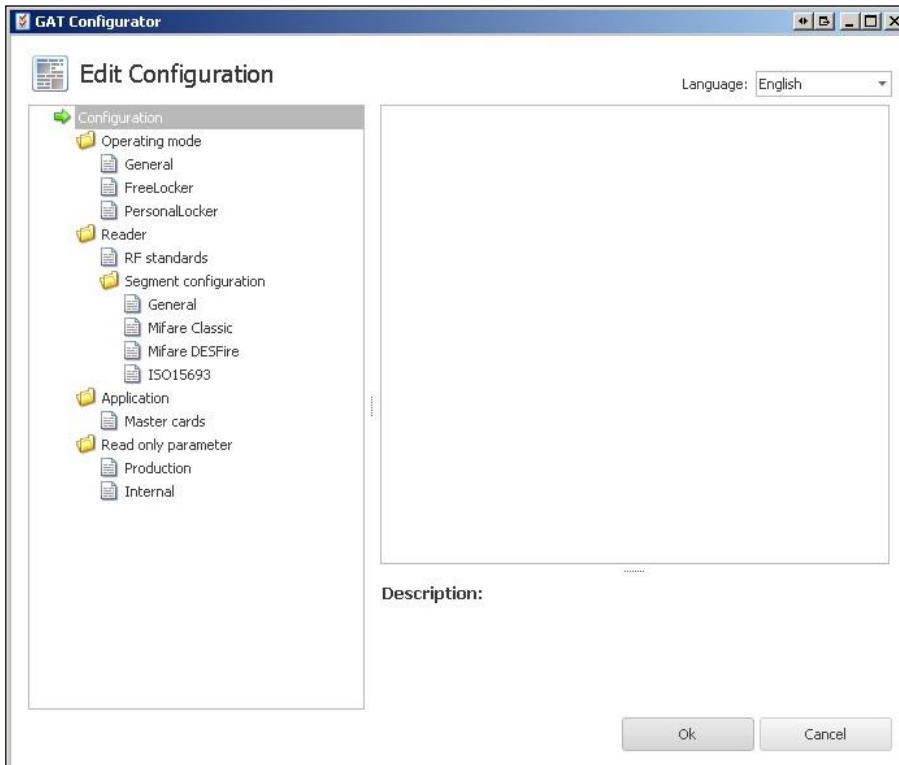 GAT Configurator
Edit Configuration
Language: English
Configuration
Operating mode
General
FreeLocker
PersonalLocker
Reader
RF standards
Segment configuration
General
Mifare Classic
Mifare DESFire
ISO15693
Application
Master cards
Read only parameter
Production
Internal
Description:
Ok Cancel